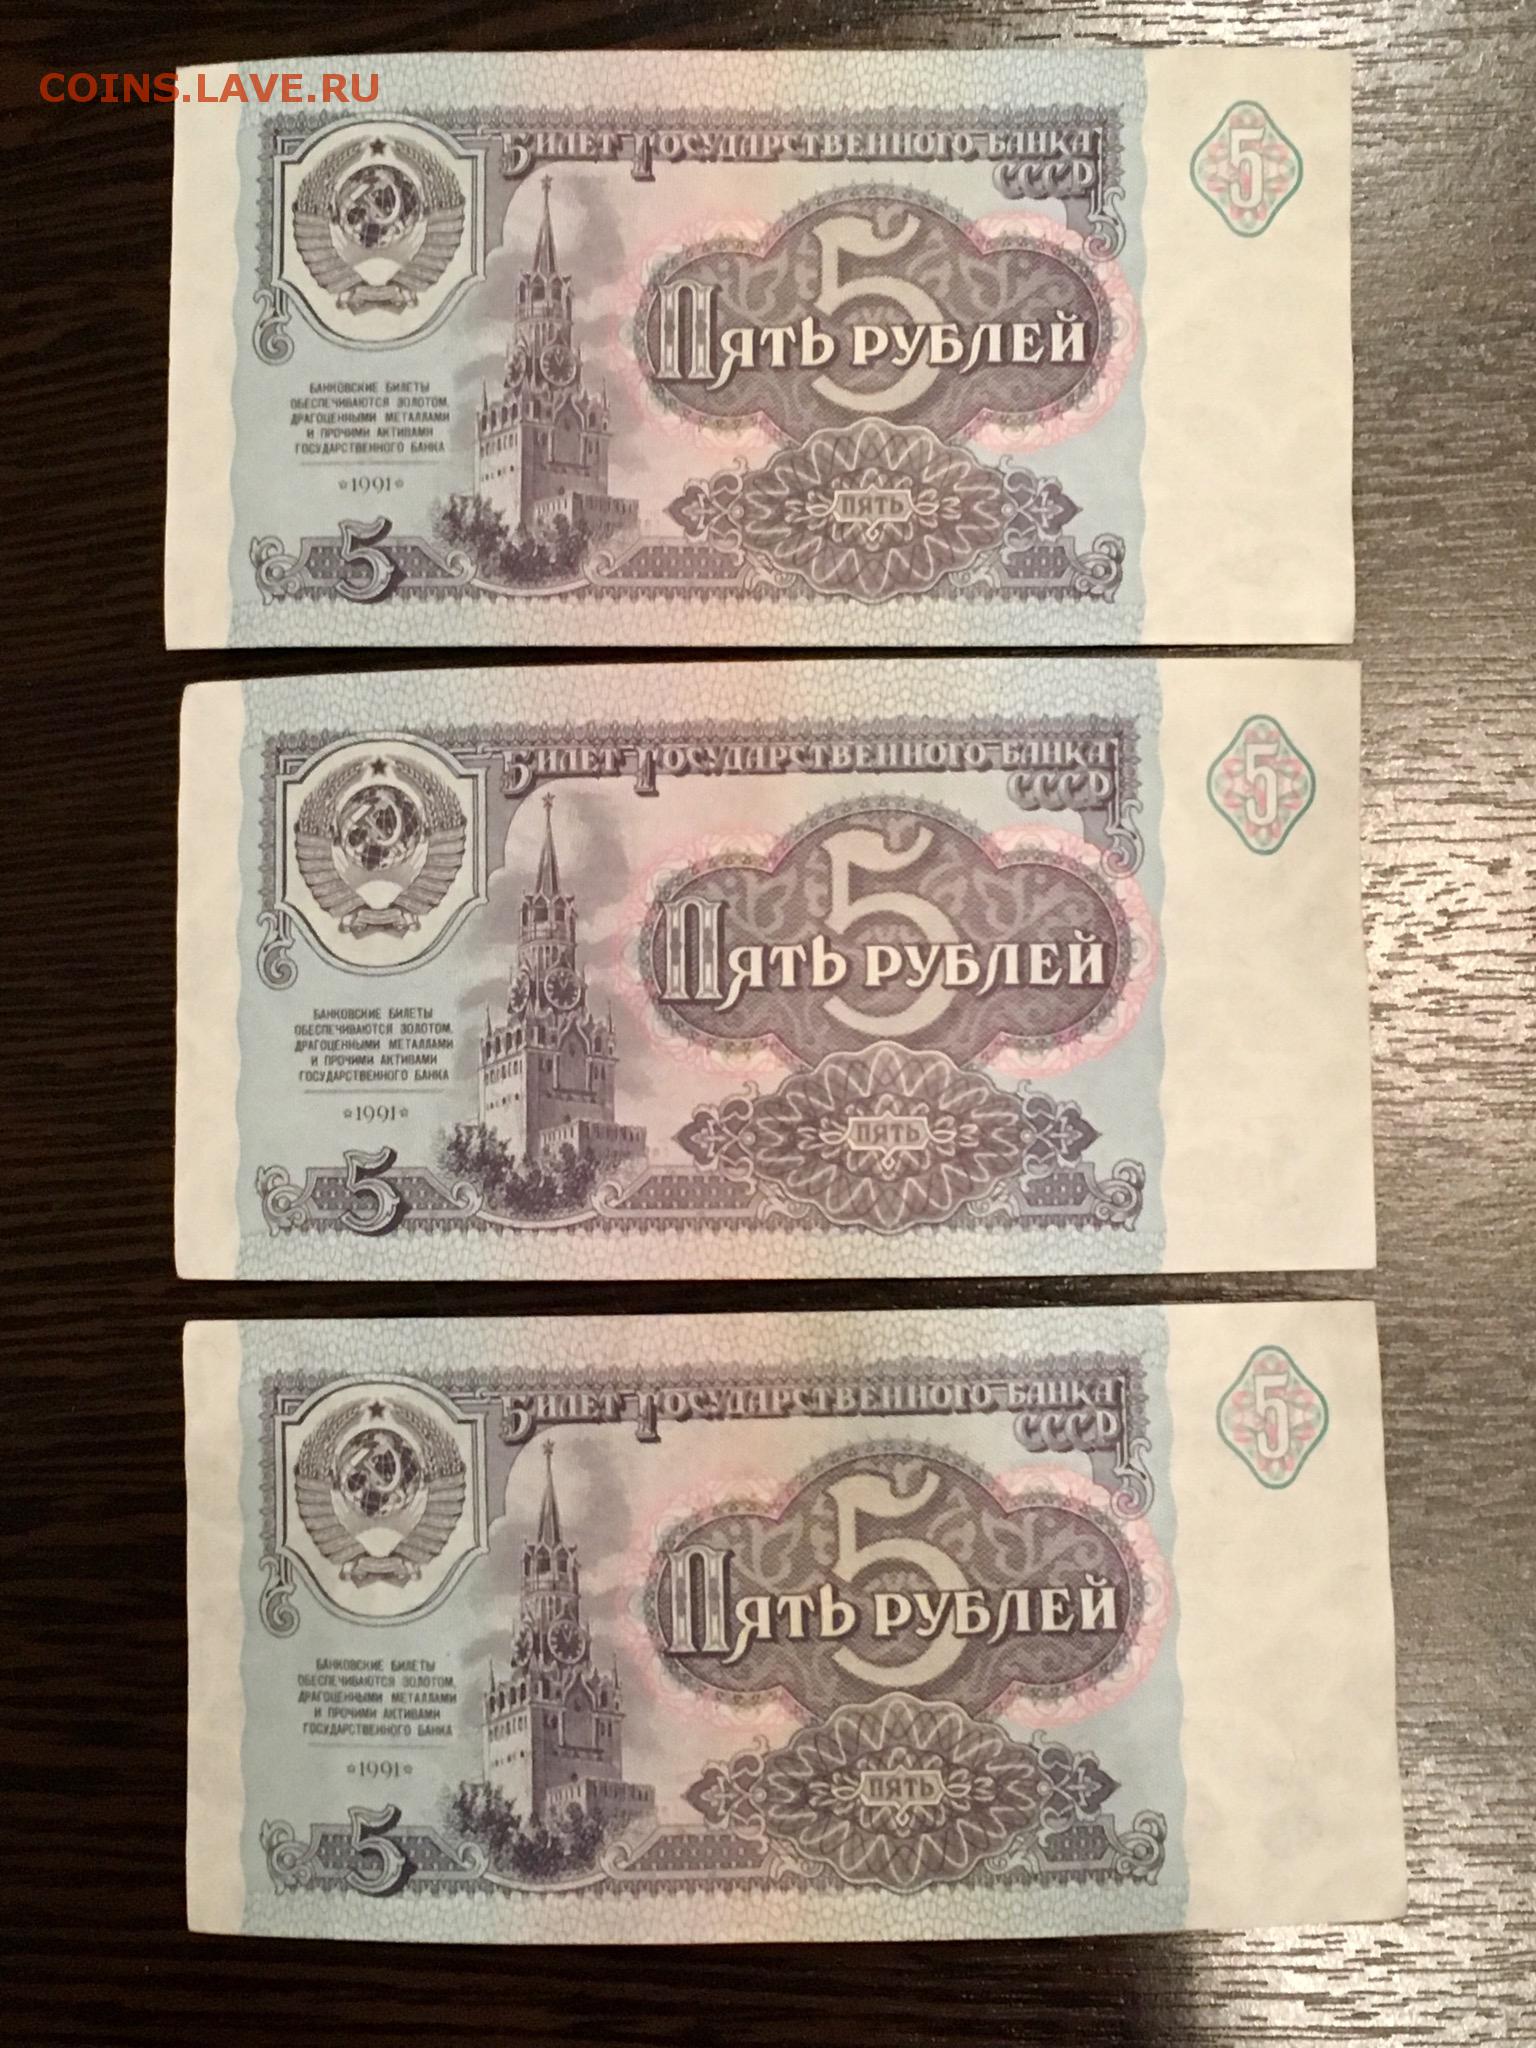 COINS.LAVE.RU
Билет Государственного Банка
СССР
5
5
Пять рублей
Банковские билеты
обеспечиваются золотом,
драгоценными металлами
и прочими активами
Государственного банка
1991
пять
5
Билет Государственного Банка
СССР
5
5
Пять рублей
Банковские билеты
обеспечиваются золотом,
драгоценными металлами
и прочими активами
Государственного банка
1991
пять
5
Билет Государственного Банка
СССР
5
5
Пять рублей
Банковские билеты
обеспечиваются золотом,
драгоценными металлами
и прочими активами
Государственного банка
1991
пять
5